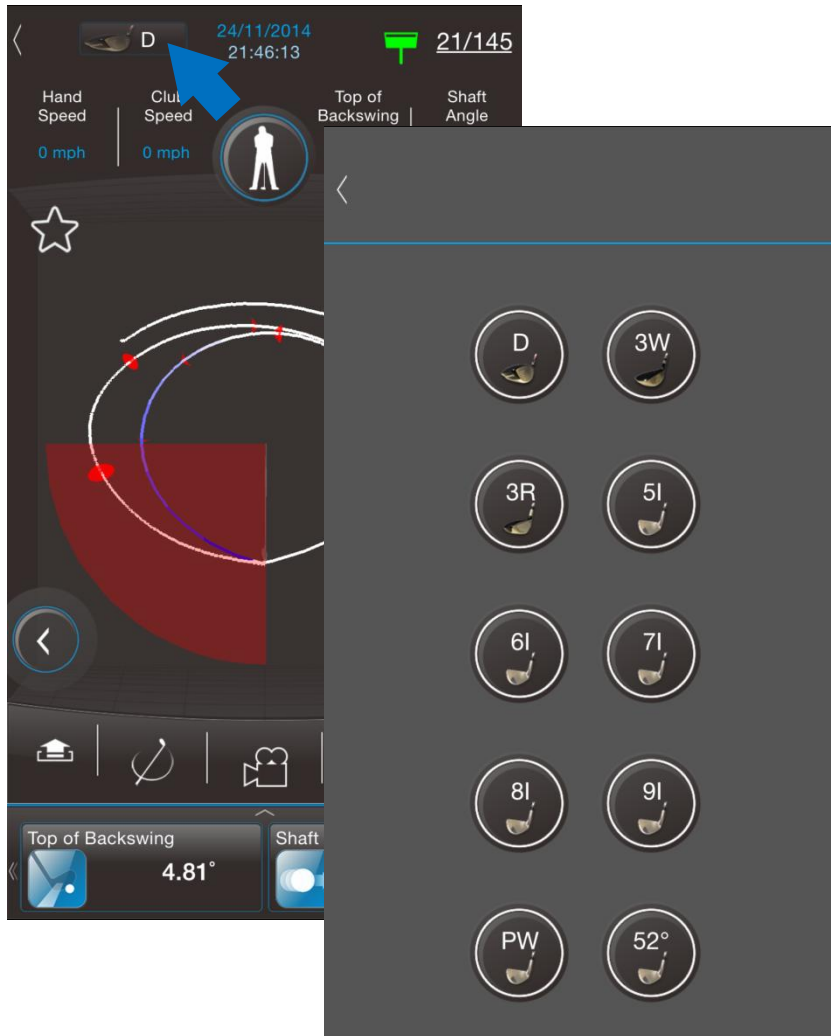 D
24/11/2014
21:46:13
21/145
Hand
Speed
0 mph
Speed
0 mph
Top of
Backswing
Shaft
Angle
D
3W
3R
5I
6I
7I
8I
9I
PW
52°
Top of Backswing
4.81°
Shaft